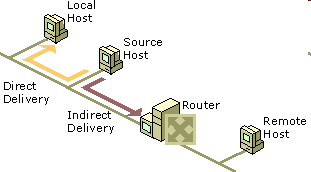 Local
Host
Source
Host
Direct
Delivery
Indirect
Delivery
Router
Remote
Host